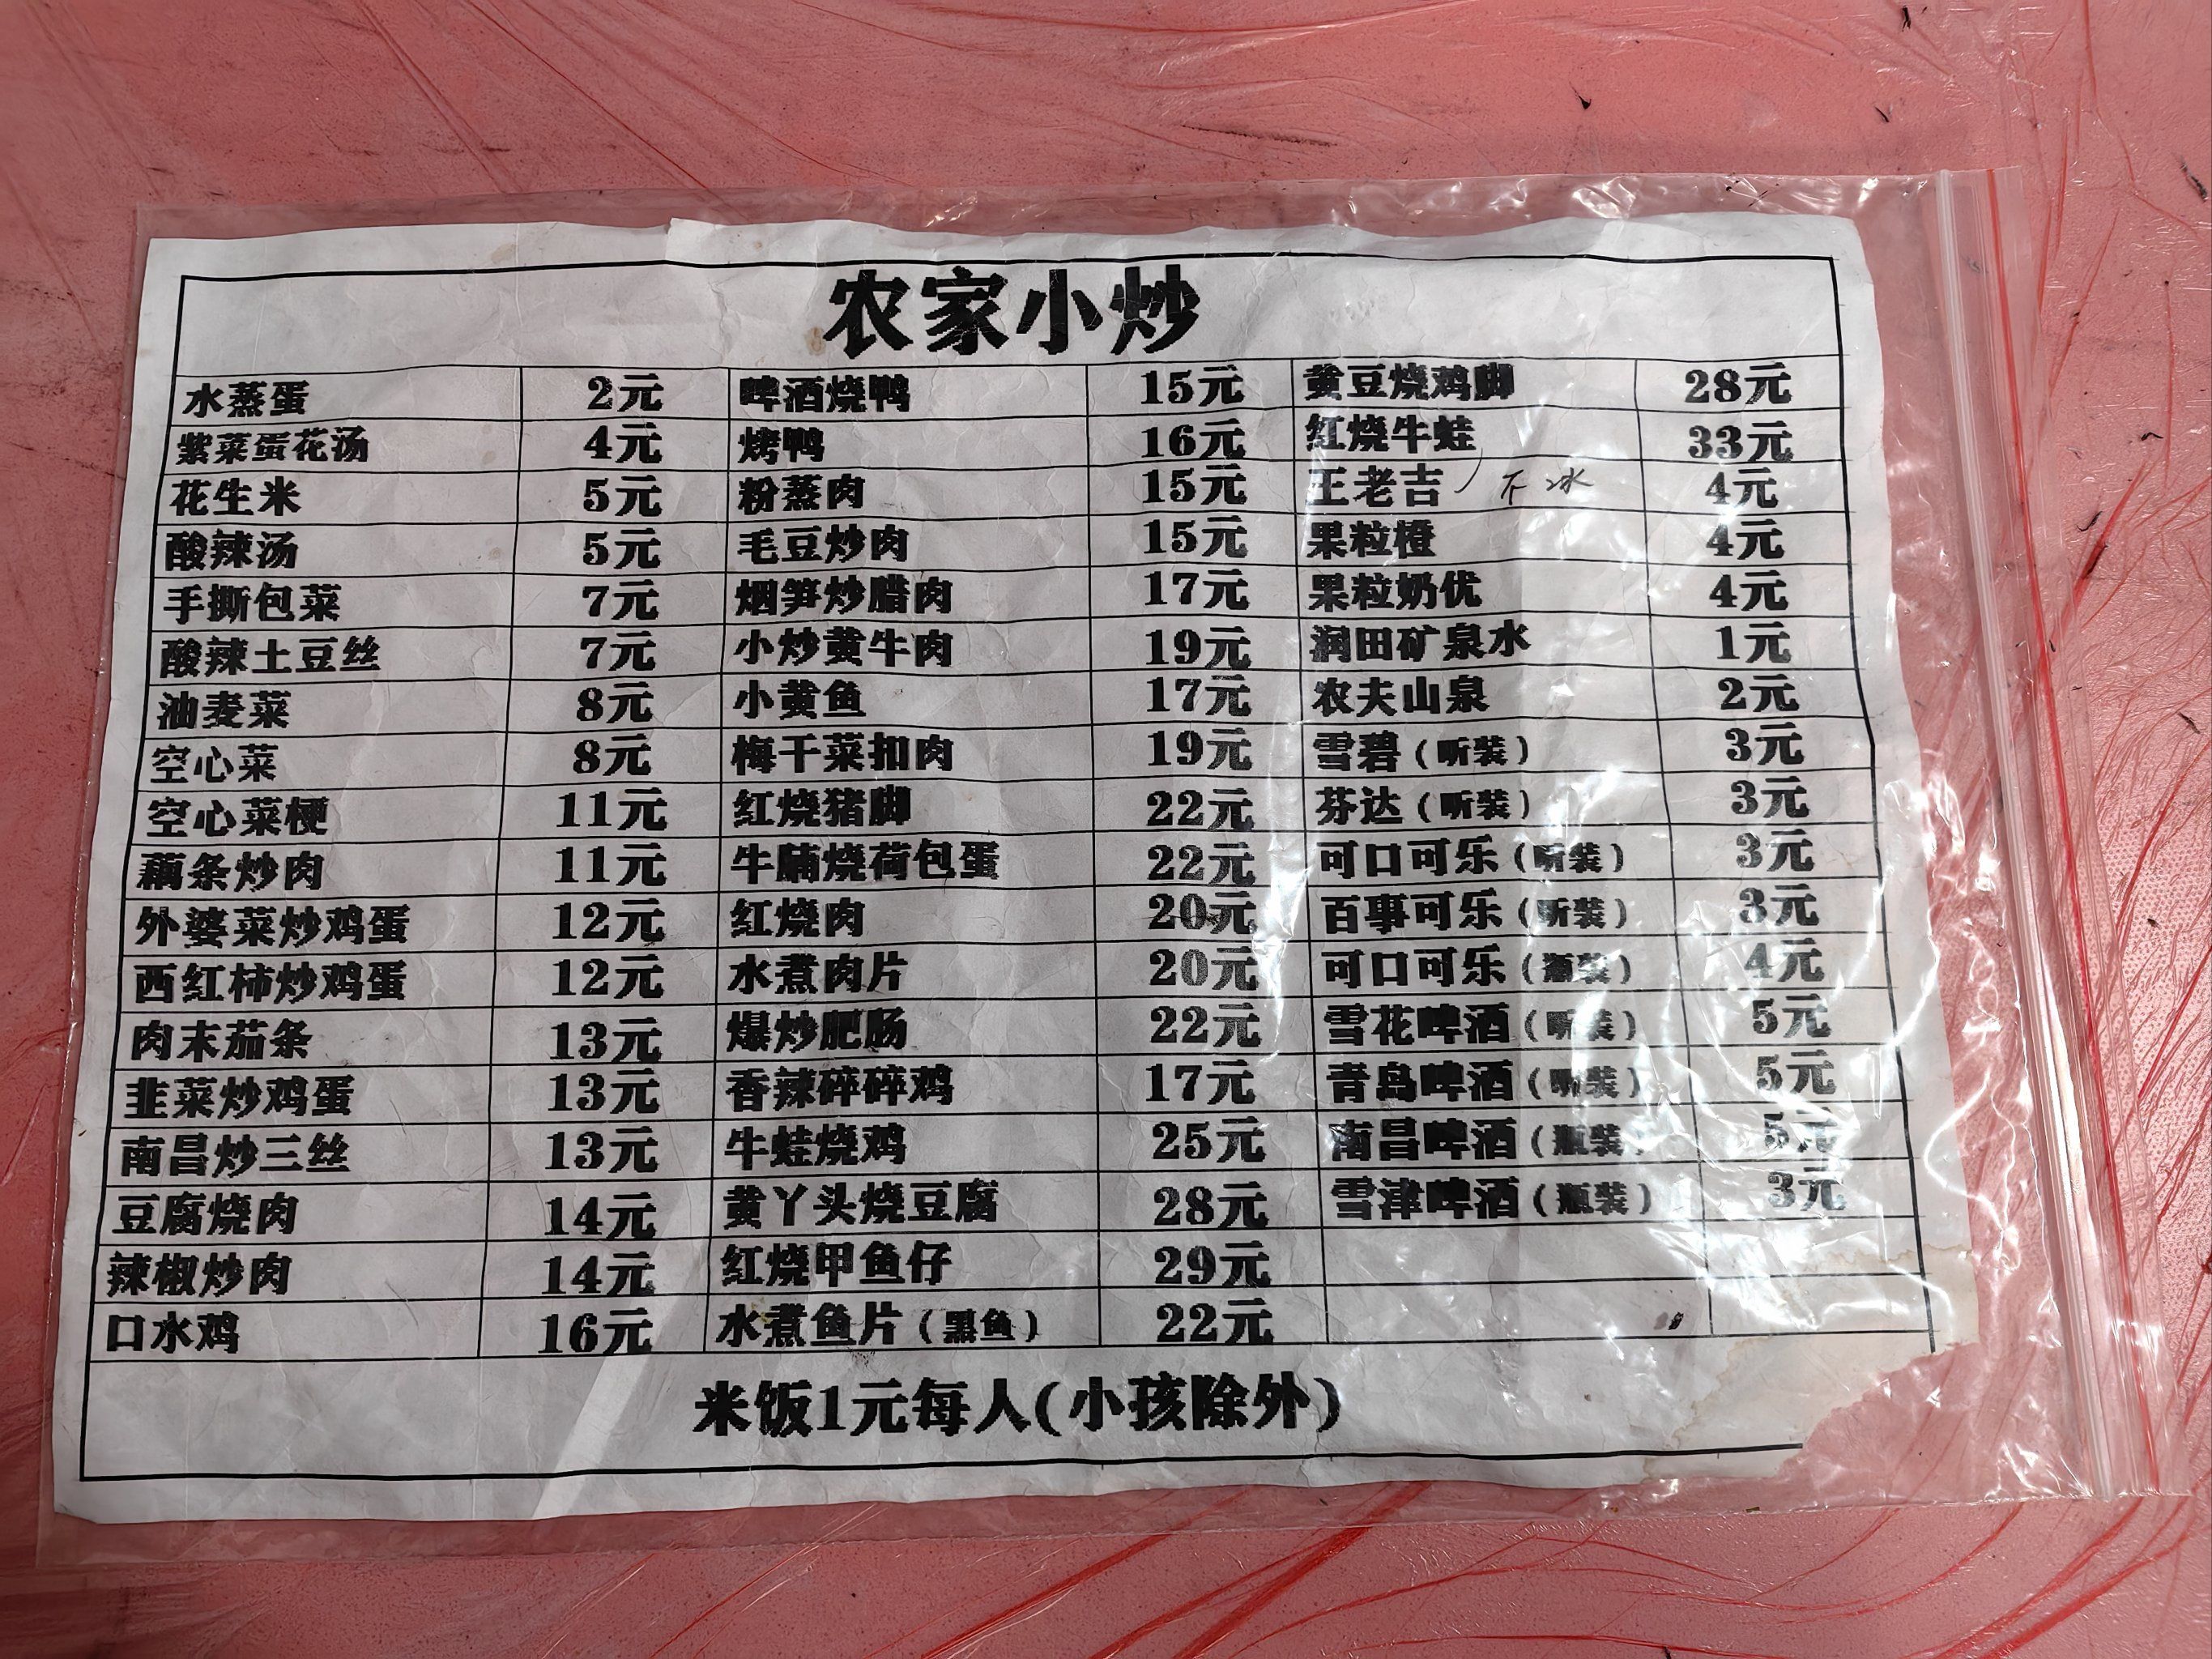 农家小炒
水蒸蛋 2元 啤酒烧鸭 15元 黄豆烧鸡脚 28元
紫菜蛋花汤 4元 烤鸭 16元 红烧牛蛙 33元
花生米 5元 粉蒸肉 15元 王老吉 不冰 4元
酸辣汤 5元 毛豆炒肉 15元 果粒橙 4元
手撕包菜 7元 烟笋炒腊肉 17元 果粒奶优 4元
酸辣土豆丝 7元 小炒黄牛肉 19元 润田矿泉水 1元
油麦菜 8元 小黄鱼 17元 农夫山泉 2元
空心菜 8元 梅干菜扣肉 19元 雪碧（听装） 3元
空心菜梗 11元 红烧猪脚 22元 芬达（听装） 3元
藕条炒肉 11元 牛腩烧荷包蛋 22元 可口可乐（听装） 3元
外婆菜炒鸡蛋 12元 红烧肉 20元 百事可乐（听装） 3元
西红柿炒鸡蛋 12元 水煮肉片 20元 可口可乐（瓶装） 4元
肉末茄条 13元 爆炒肥肠 22元 雪花啤酒（听装） 5元
韭菜炒鸡蛋 13元 香辣碎碎鸡 17元 青岛啤酒（听装） 5元
南昌炒三丝 13元 牛蛙烧鸡 25元 南昌啤酒（瓶装） 5元
豆腐烧肉 14元 黄丫头烧豆腐 28元 雪津啤酒（瓶装） 3元
辣椒炒肉 14元 红烧甲鱼仔 29元
口水鸡 16元 水煮鱼片（黑鱼） 22元
米饭1元每人(小孩除外)